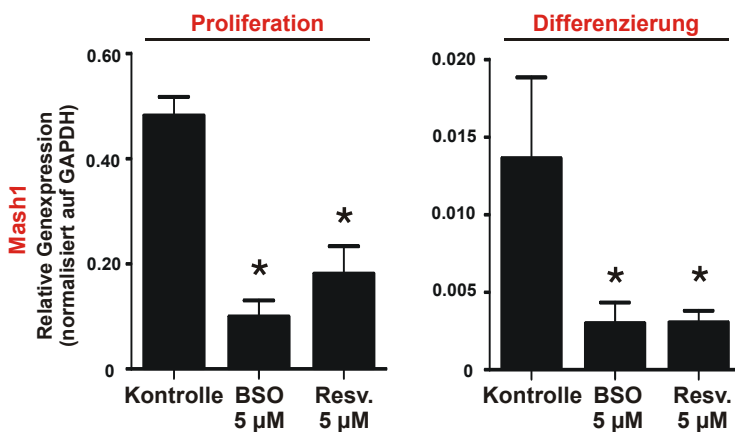 Proliferation
Differenzierung
Mash1
Relative Genexpression
(normalisiert auf GAPDH)
0.60
0.40
0.20
0
*
*
Kontrolle
BSO
5 µM
Resv.
5 µM
0.020
0.015
0.010
0.005
0
*
*
Kontrolle
BSO
5 µM
Resv.
5 µM